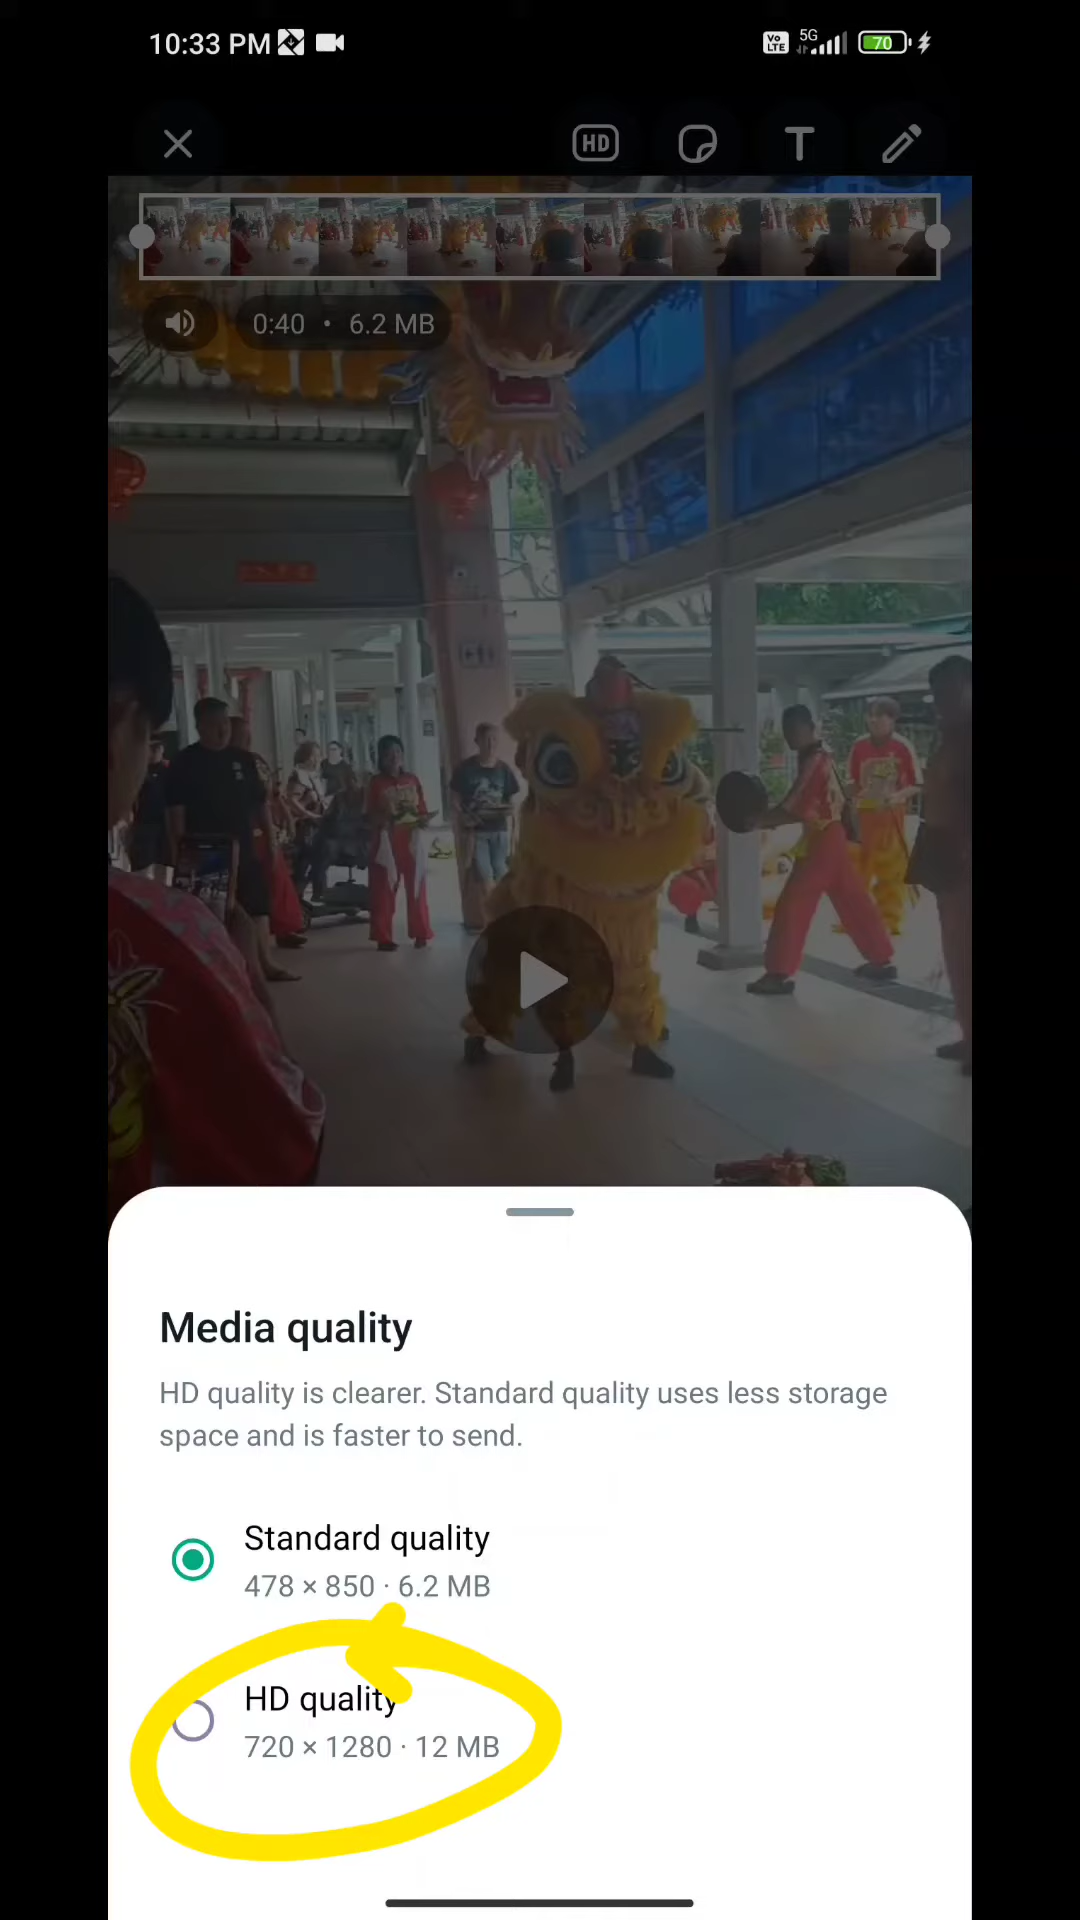 10:33 PM
Vo LTE 5G 70
HD T
0:40 • 6.2 MB
Media quality
HD quality is clearer. Standard quality uses less storage
space and is faster to send.
Standard quality
478 × 850 · 6.2 MB
HD quality
720 × 1280 · 12 MB